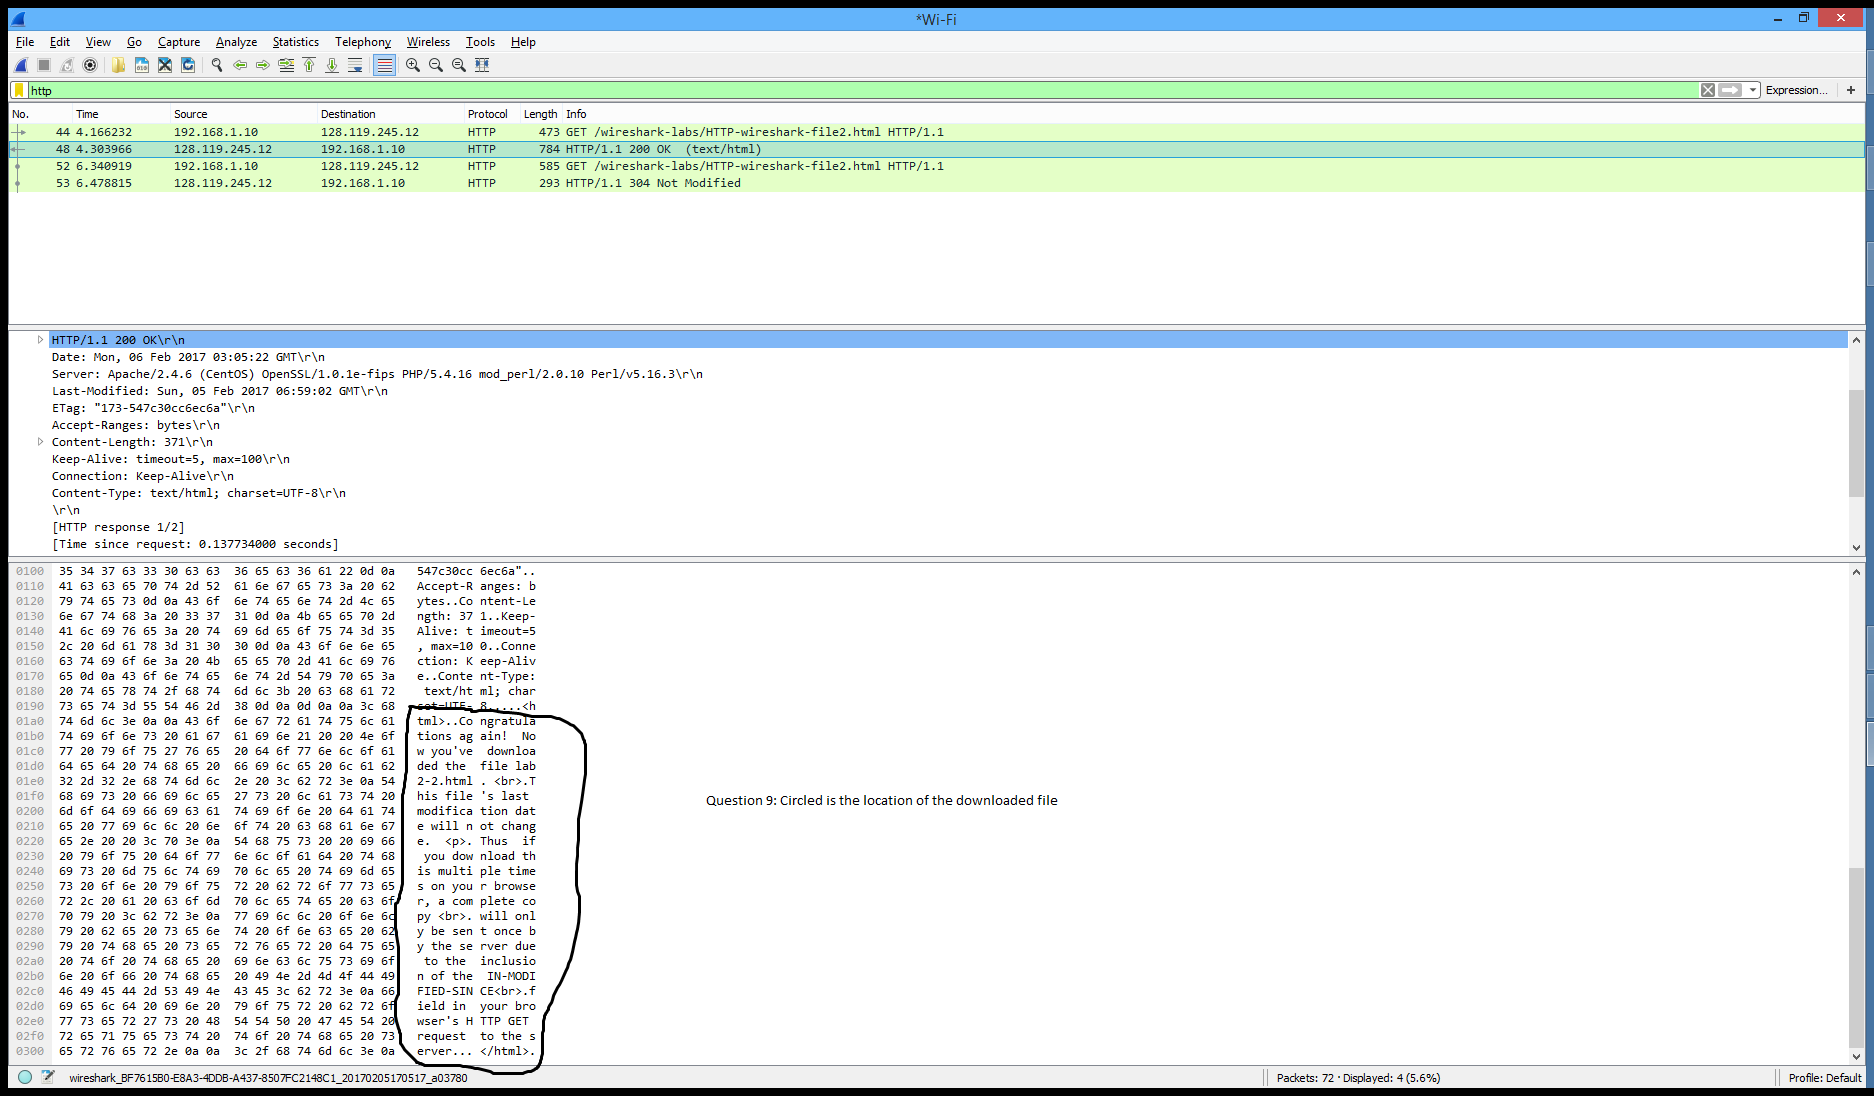 *Wi-Fi
File Edit View Go Capture Analyze Statistics Telephony Wireless Tools Help
http
Expression...
No. Time Source Destination Protocol Length Info
44 4.166232 192.168.1.10 128.119.245.12 HTTP 473 GET /wireshark-labs/HTTP-wireshark-file2.html HTTP/1.1
48 4.303966 128.119.245.12 192.168.1.10 HTTP 784 HTTP/1.1 200 OK (text/html)
52 6.340919 192.168.1.10 128.119.245.12 HTTP 585 GET /wireshark-labs/HTTP-wireshark-file2.html HTTP/1.1
53 6.478815 128.119.245.12 192.168.1.10 HTTP 293 HTTP/1.1 304 Not Modified
HTTP/1.1 200 OK\r\n
Date: Mon, 06 Feb 2017 03:05:22 GMT\r\n
Server: Apache/2.4.6 (CentOS) OpenSSL/1.0.1e-fips PHP/5.4.16 mod_perl/2.0.10 Perl/v5.16.3\r\n
Last-Modified: Sun, 05 Feb 2017 06:59:02 GMT\r\n
ETag: "173-547c30cc6ec6a"\r\n
Accept-Ranges: bytes\r\n
Content-Length: 371\r\n
Keep-Alive: timeout=5, max=100\r\n
Connection: Keep-Alive\r\n
Content-Type: text/html; charset=UTF-8\r\n
\r\n
[HTTP response 1/2]
[Time since request: 0.137734000 seconds]
0100 35 34 37 63 33 30 63 63 36 65 63 36 61 22 0d 0a 547c30cc 6ec6a"..
0110 41 63 63 65 70 74 2d 52 61 6e 67 65 73 3a 20 62 Accept-R anges: b
0120 79 74 65 73 0d 0a 43 6f 6e 74 65 6e 74 2d 4c 65 ytes..Co ntent-Le
0130 6e 67 74 68 3a 20 33 37 31 0d 0a 4b 65 65 70 2d ngth: 37 1..Keep-
0140 41 6c 69 76 65 3a 20 74 69 6d 65 6f 75 74 3d 35 Alive: t imeout=5
0150 2c 20 6d 61 78 3d 31 30 30 0d 0a 43 6f 6e 6e 65 , max=10 0..Conne
0160 63 74 69 6f 6e 3a 20 4b 65 65 70 2d 41 6c 69 76 ction: K eep-Aliv
0170 65 0d 0a 43 6f 6e 74 65 6e 74 2d 54 79 70 65 3a e..Conte nt-Type:
0180 20 74 65 78 74 2f 68 74 6d 6c 3b 20 63 68 61 72 text/ht ml; char
0190 73 65 74 3d 55 54 46 2d 38 0d 0a 0d 0a 0a 3c 68 set=UTF- 8.....<h
01a0 74 6d 6c 3e 0a 0a 43 6f 6e 67 72 61 74 75 6c 61 tml>..Co ngratula
01b0 74 69 6f 6e 73 20 61 67 61 69 6e 21 20 20 4e 6f tions ag ain! No
01c0 77 20 79 6f 75 27 76 65 20 64 6f 77 6e 6c 6f 61 w you've downloa
01d0 64 65 64 20 74 68 65 20 66 69 6c 65 20 6c 61 62 ded the file lab
01e0 32 2d 32 2e 68 74 6d 6c 2e 20 3c 62 72 3e 0a 54 2-2.html . <br>.T
01f0 68 69 73 20 66 69 6c 65 27 73 20 6c 61 73 74 20 his file 's last
0200 6d 6f 64 69 66 69 63 61 74 69 6f 6e 20 64 61 74 modifica tion dat
0210 65 20 77 69 6c 6c 20 6e 6f 74 20 63 68 61 6e 67 e will n ot chang
0220 65 2e 20 20 3c 70 3e 0a 54 68 75 73 20 20 69 66 e. <p>. Thus if
0230 20 79 6f 75 20 64 6f 77 6e 6c 6f 61 64 20 74 68 you dow nload th
0240 69 73 20 6d 75 6c 74 69 70 6c 65 20 74 69 6d 65 is multi ple time
0250 73 20 6f 6e 20 79 6f 75 72 20 62 72 6f 77 73 65 s on you r browse
0260 72 2c 20 61 20 63 6f 6d 70 6c 65 74 65 20 63 6f r, a com plete co
0270 70 79 20 3c 62 72 3e 0a 77 69 6c 6c 20 6f 6e 6c py <br>. will onl
0280 79 20 62 65 20 73 65 6e 74 20 6f 6e 63 65 20 62 y be sen t once b
0290 79 20 74 68 65 20 73 65 72 76 65 72 20 64 75 65 y the se rver due
02a0 20 74 6f 20 74 68 65 20 69 6e 63 6c 75 73 69 6f to the inclusio
02b0 6e 20 6f 66 20 74 68 65 20 49 4e 2d 4d 4f 44 49 n of the IN-MODI
02c0 46 49 45 44 2d 53 49 4e 43 45 3c 62 72 3e 0a 66 FIED-SIN CE<br>.f
02d0 69 65 6c 64 20 69 6e 20 79 6f 75 72 20 62 72 6f ield in your bro
02e0 77 73 65 72 27 73 20 48 54 54 50 20 47 45 54 20 wser's H TTP GET
02f0 72 65 71 75 65 73 74 20 74 6f 20 74 68 65 20 73 request to the s
0300 65 72 76 65 72 2e 0a 0a 3c 2f 68 74 6d 6c 3e 0a erver... </html>.
Question 9: Circled is the location of the downloaded file
wireshark_BF7615B0-E8A3-4DDB-A437-8507FC2148C1_20170205170517_a03780
Packets: 72 · Displayed: 4 (5.6%)
Profile: Default